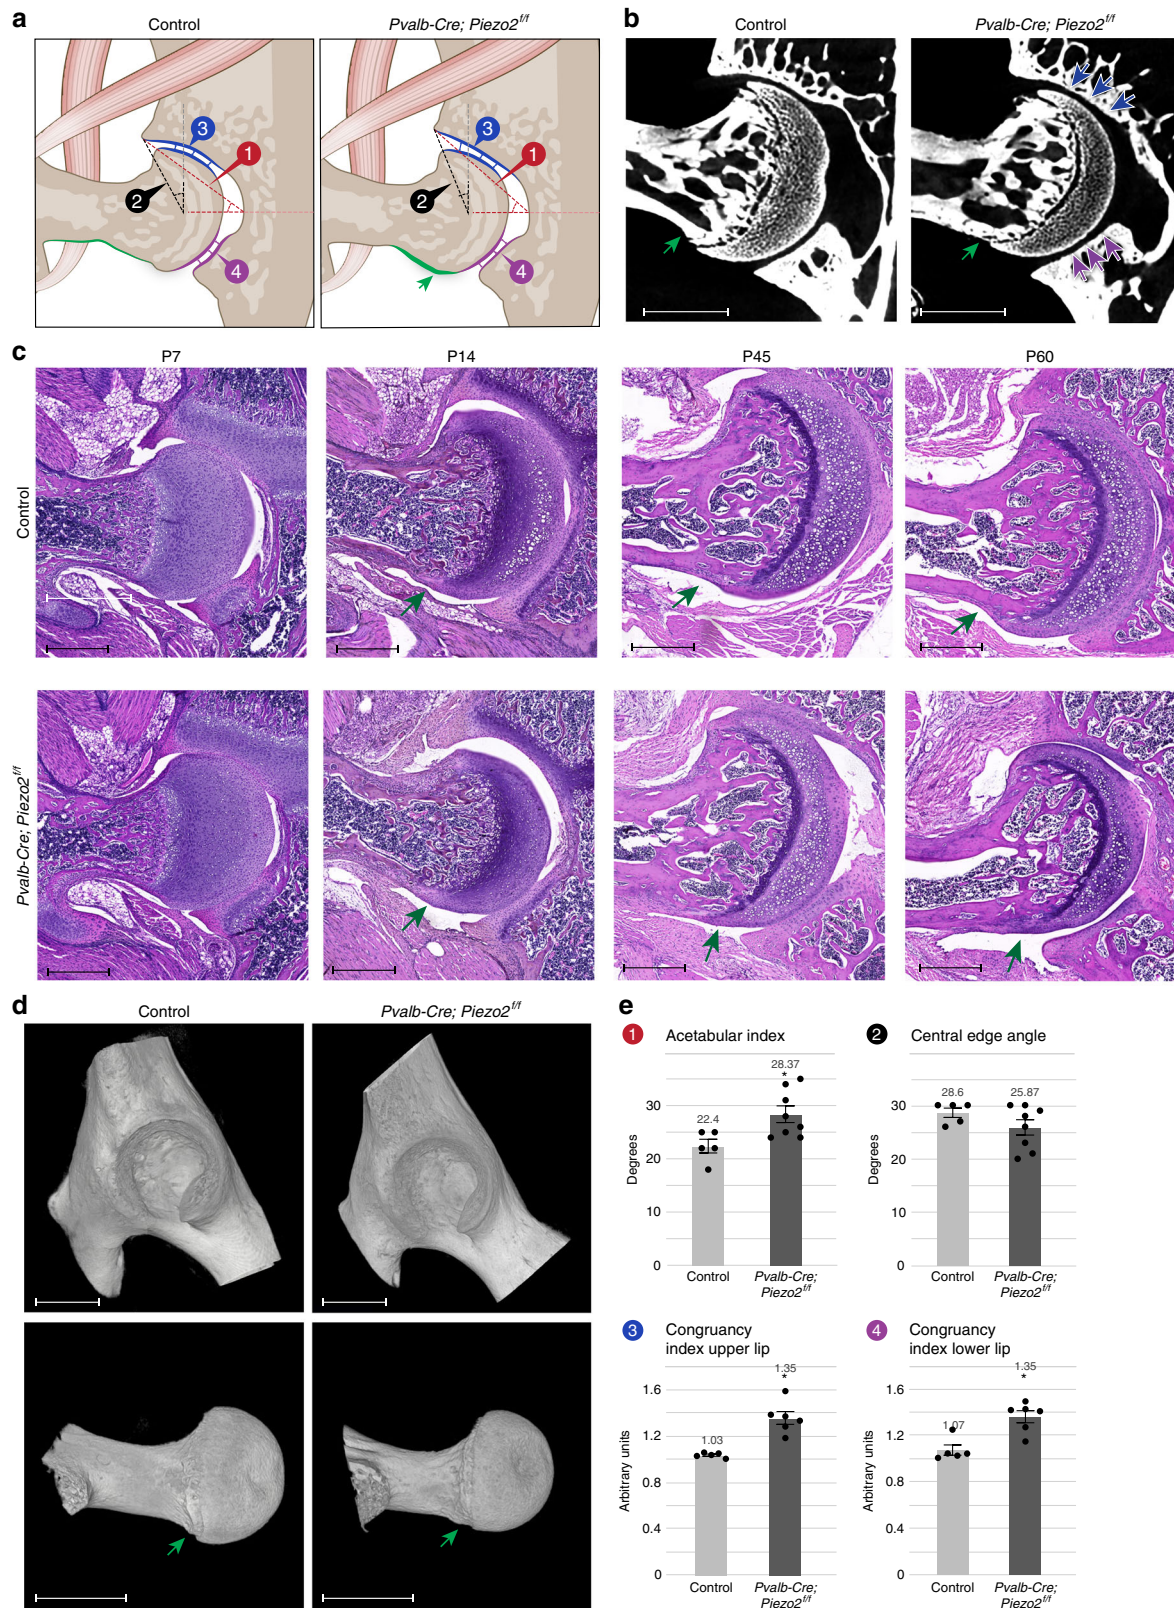 a
Control
Pvalb-Cre; Piezo2f/f
3
1
2
4
3
1
2
4
b
Control
Pvalb-Cre; Piezo2f/f
c
P7
P14
P45
P60
Control
Pvalb-Cre; Piezo2f/f
d
Control
Pvalb-Cre; Piezo2f/f
e
1 Acetabular index
Degrees
30
20
10
0
22.4
28.37
*
Control
Pvalb-Cre;
Piezo2f/f
2 Central edge angle
Degrees
30
20
10
0
28.6
25.87
Control
Pvalb-Cre;
Piezo2f/f
3 Congruancy
index upper lip
Arbitrary units
1.6
1.2
0.8
0.4
0
1.03
1.35
*
Control
Pvalb-Cre;
Piezo2f/f
4 Congruancy
index lower lip
Arbitrary units
1.6
1.2
0.8
0.4
0
1.07
1.35
*
Control
Pvalb-Cre;
Piezo2f/f